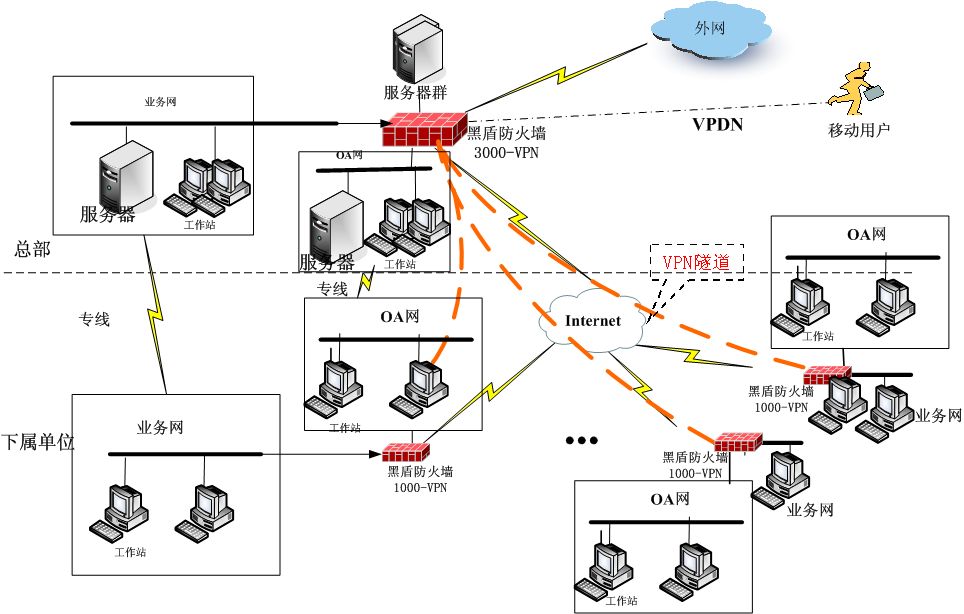 外网
服务器群
业务网
VPDN
移动用户
黑盾防火墙
3000-VPN
OA网
服务器
工作站
服务器
工作站
总部
专线
专线
VPN隧道
OA网
工作站
OA网
工作站
Internet
黑盾防火墙
1000-VPN
业务网
下属单位
业务网
工作站
黑盾防火墙
1000-VPN
黑盾防火墙
1000-VPN
业务网
OA网
工作站